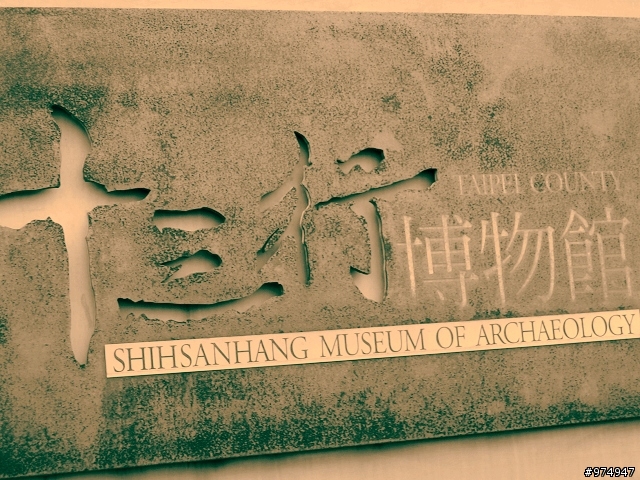 TAIPEI COUNTY
十三行博物館
SHIHSANHANG MUSEUM OF ARCHAEOLOGY
#974947